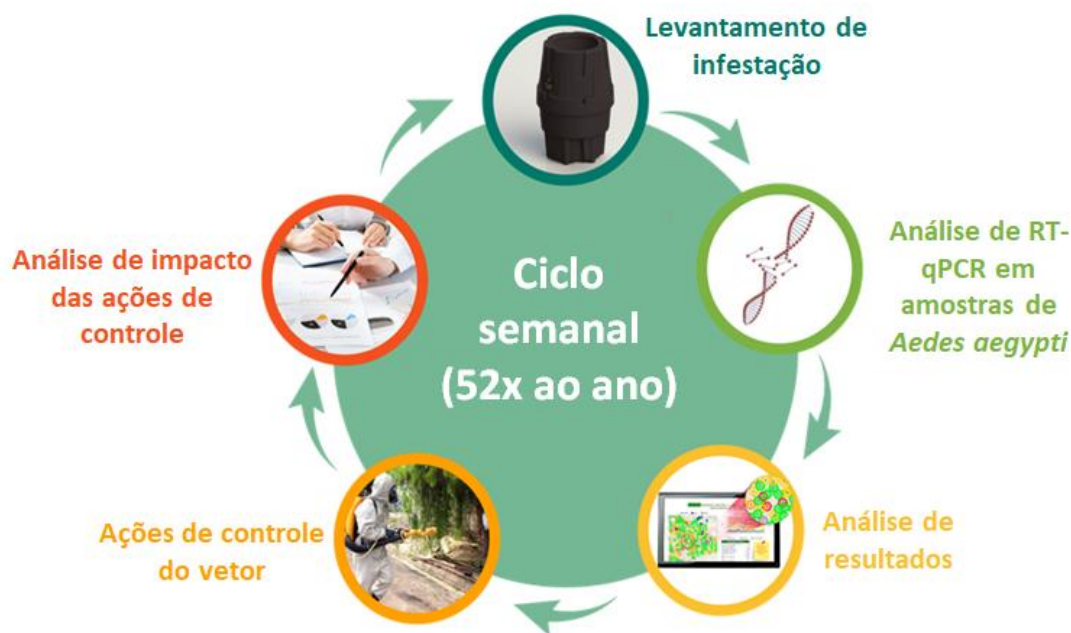 Levantamento de
infestação
Análise de RT-
qPCR em
amostras de
Aedes aegypti
Análise de
resultados
Ações de controle
do vetor
Análise de impacto
das ações de
controle
Ciclo
semanal
(52x ao ano)